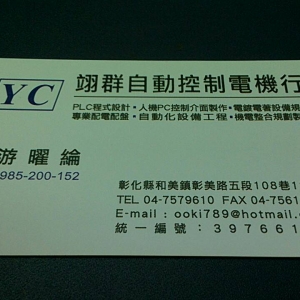 YC
翊群自動控制電機行
PLC程式設計·人機PC控制介面製作·電鍍電著設備規
專業配電配盤·自動化設備工程·機電整合規劃製
游曜綸
985-200-152
彰化縣和美鎮彰美路五段108巷1
TEL 04-7579610 FAX 04-7561
E-mail : ooki789@hotmail.c
統一編號 : 397661